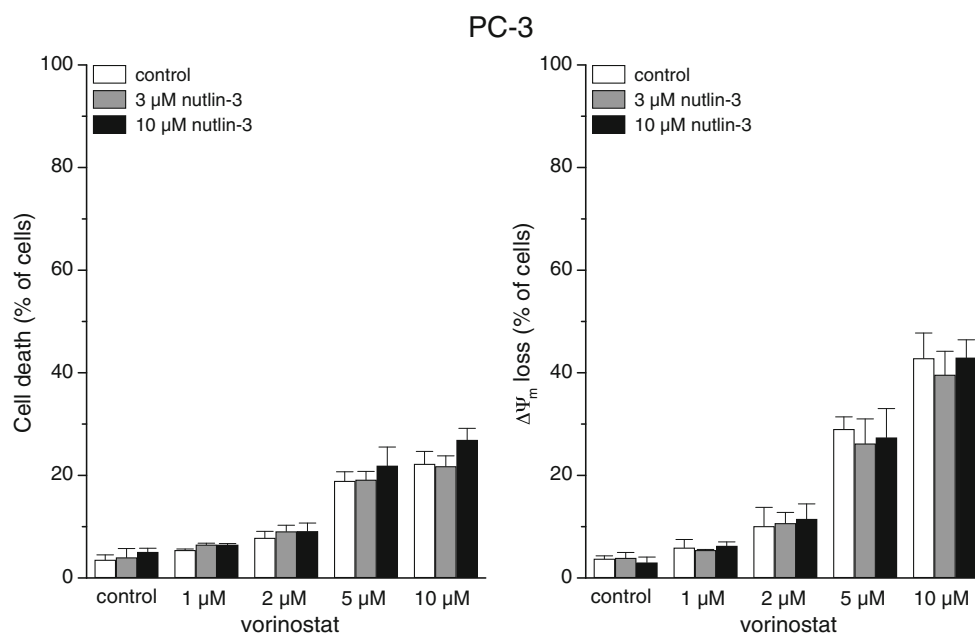 PC-3
Cell death (% of cells)
100
80
60
40
20
0
control
3 µM nutlin-3
10 µM nutlin-3
control 1 µM 2 µM 5 µM 10 µM
vorinostat
ΔΨm loss (% of cells)
100
80
60
40
20
0
control
3 µM nutlin-3
10 µM nutlin-3
control 1 µM 2 µM 5 µM 10 µM
vorinostat